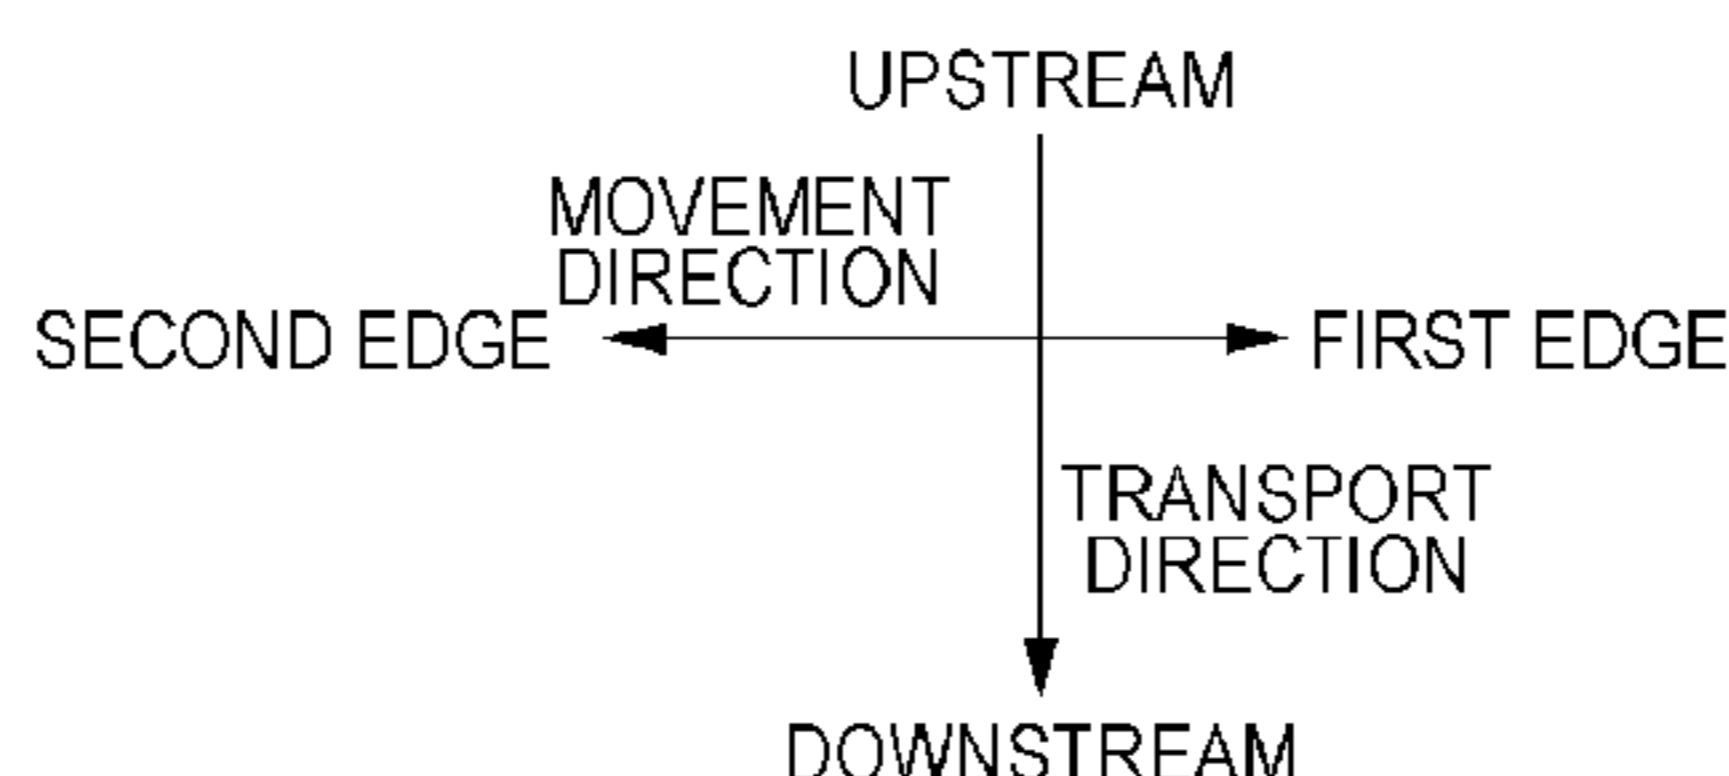 UPSTREAM
MOVEMENT
DIRECTION
SECOND EDGE
FIRST EDGE
TRANSPORT
DIRECTION
DOWNSTREAM